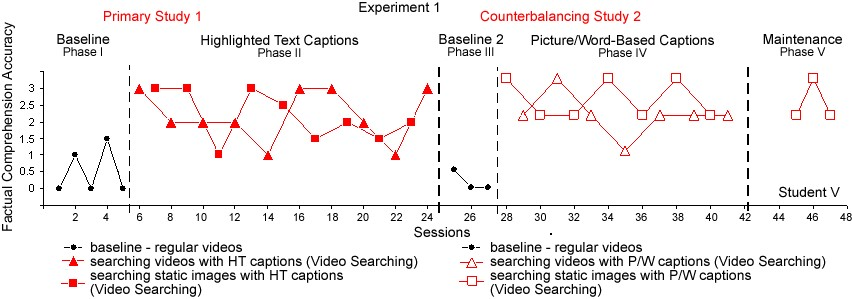 Experiment 1
Primary Study 1
Counterbalancing Study 2
Baseline
Highlighted Text Captions
Baseline 2
Picture/Word-Based Captions
Maintenance
Phase I
Phase II
Phase III
Phase IV
Phase V
Factual Comprehension Accuracy
3
2.5
2
1.5
1
0.5
0
Student V
2 4 6 8 10 12 14 16 18 20 22 24 26 28 30 32 34 36 38 40 42 44 46 48
Sessions
baseline - regular videos
searching videos with HT captions (Video Searching)
searching static images with HT captions
(Video Searching)
baseline - regular videos
searching videos with P/W captions (Video Searching)
searching static images with P/W captions
(Video Searching)